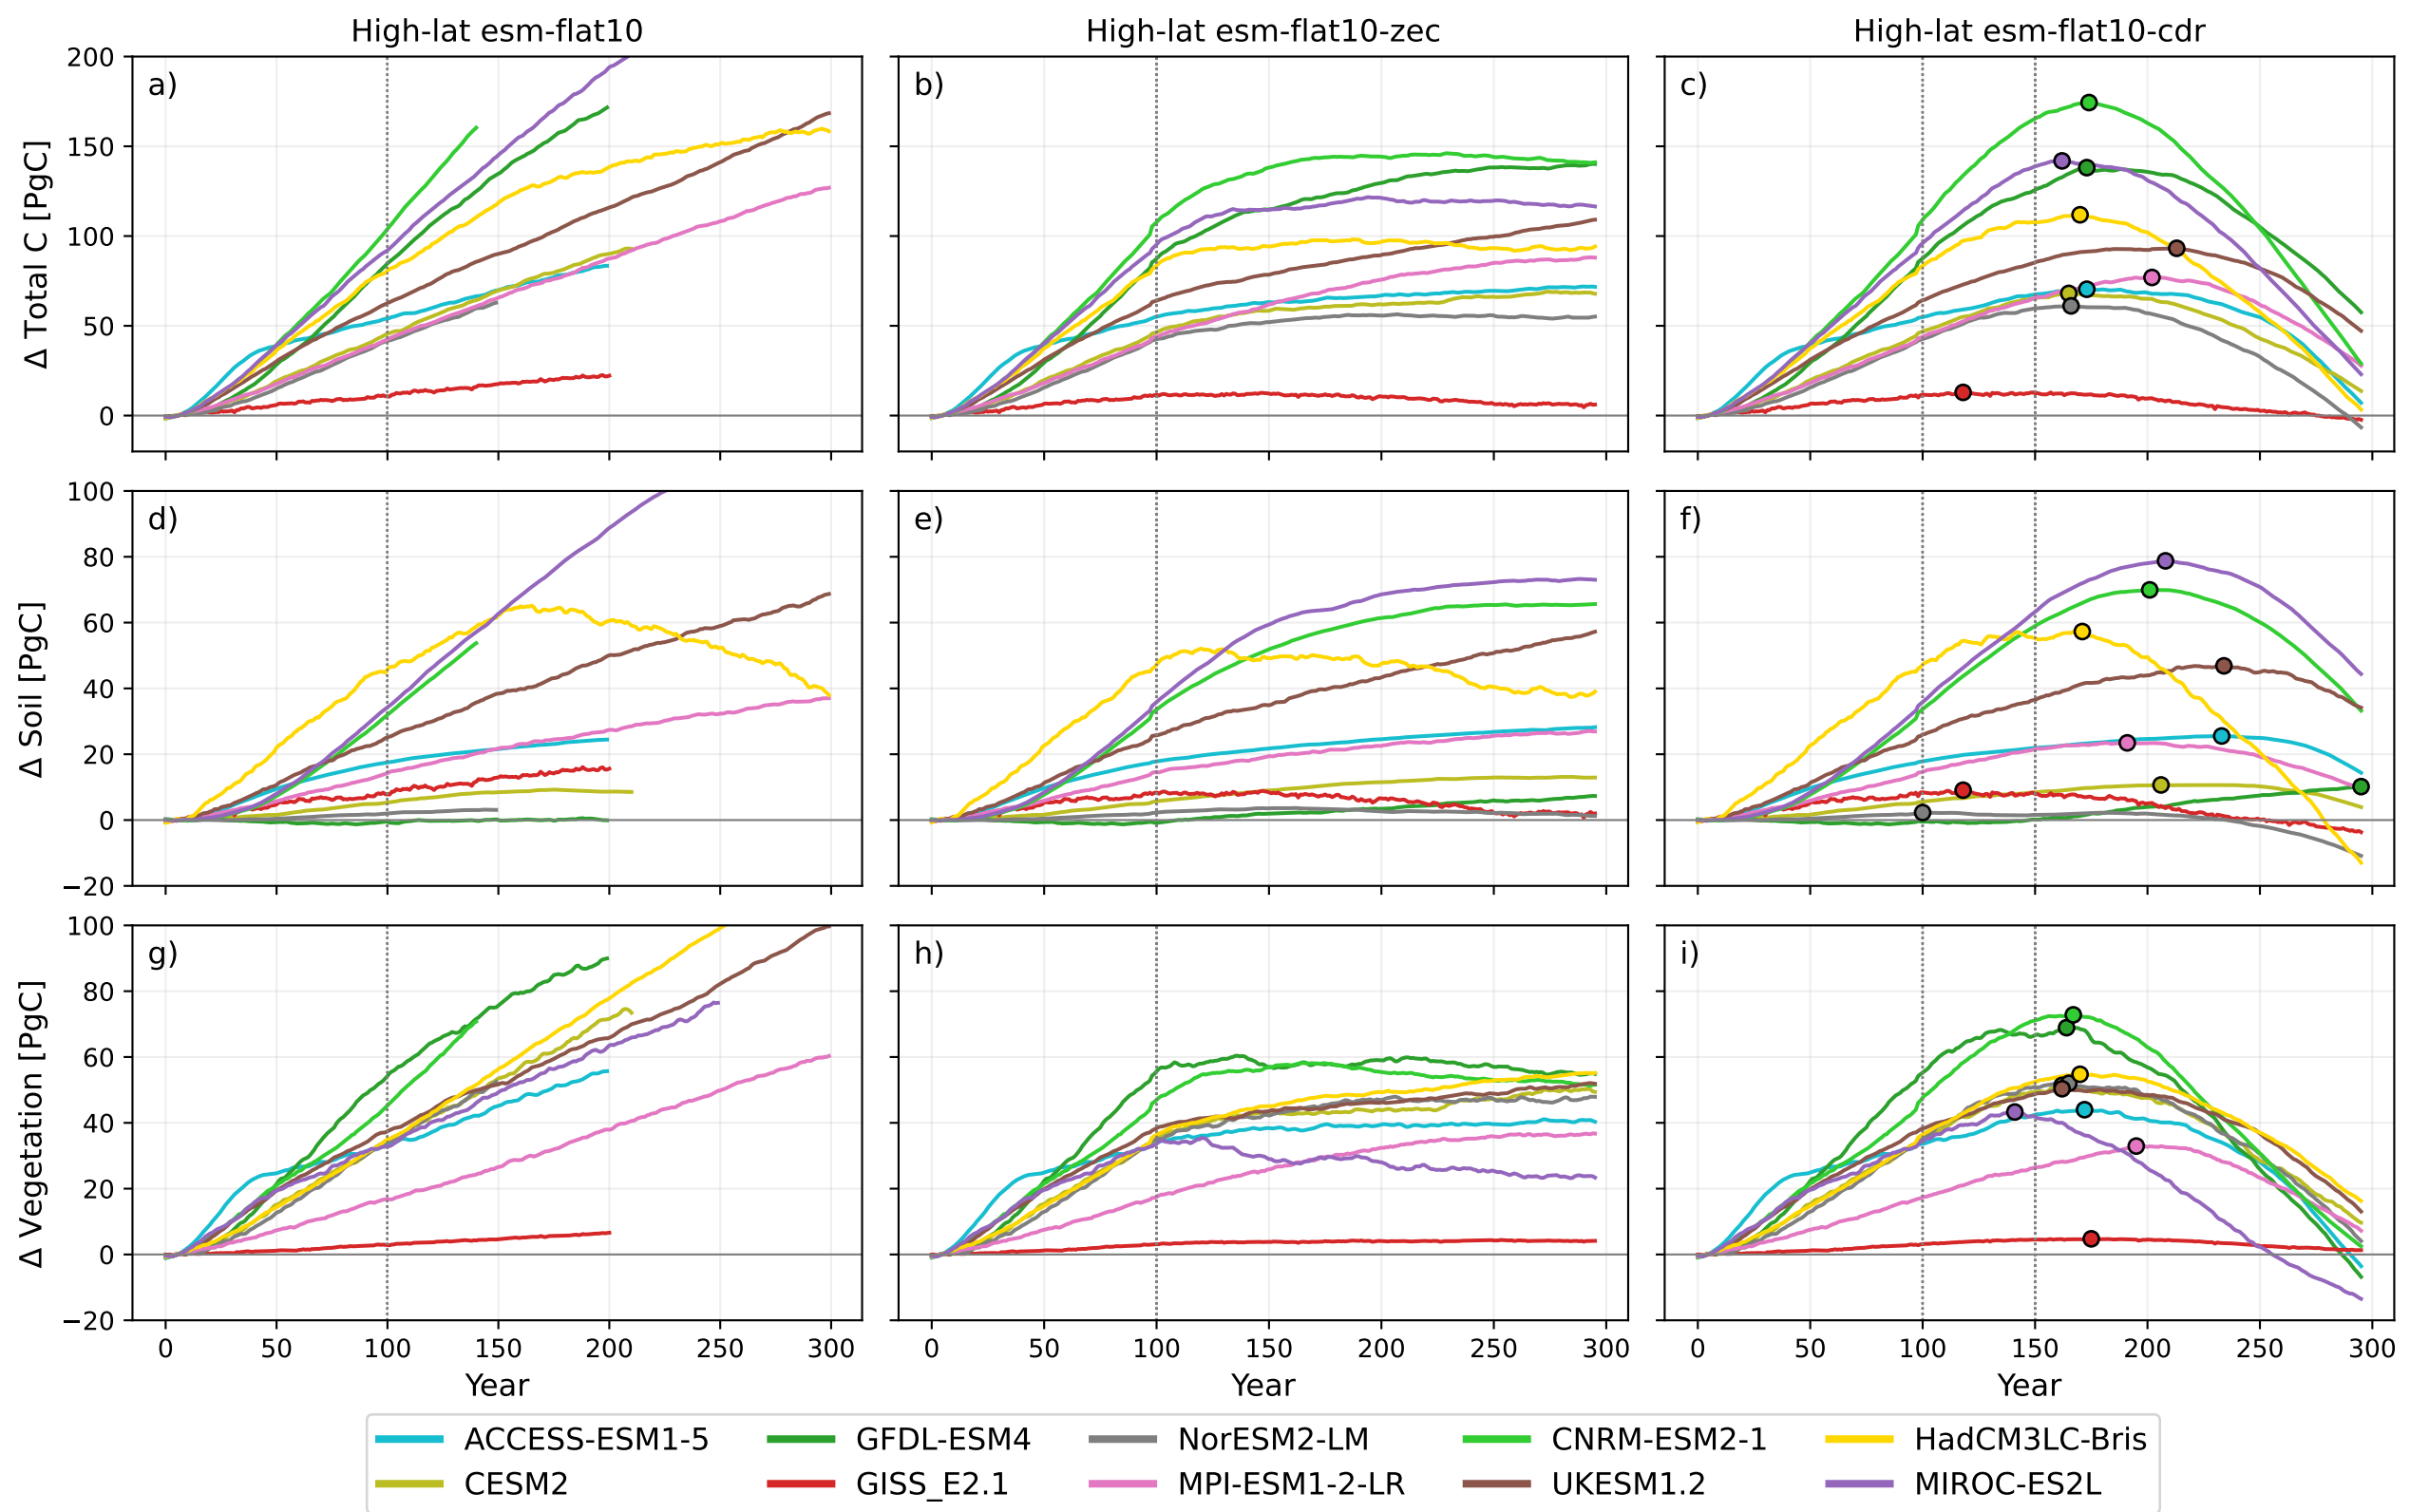 High-lat esm-flat10 High-lat esm-flat10-zec High-lat esm-flat10-cdr
a) b) c)
200
150
100
50
0
Δ Total C [PgC]
d) e) f)
100
80
60
40
20
0
−20
Δ Soil [PgC]
g) h) i)
100
80
60
40
20
0
−20
Δ Vegetation [PgC]
0 50 100 150 200 250 300 0 50 100 150 200 250 300 0 50 100 150 200 250 300
Year Year Year
ACCESS-ESM1-5 GFDL-ESM4 NorESM2-LM CNRM-ESM2-1 HadCM3LC-Bris
CESM2 GISS_E2.1 MPI-ESM1-2-LR UKESM1.2 MIROC-ES2L